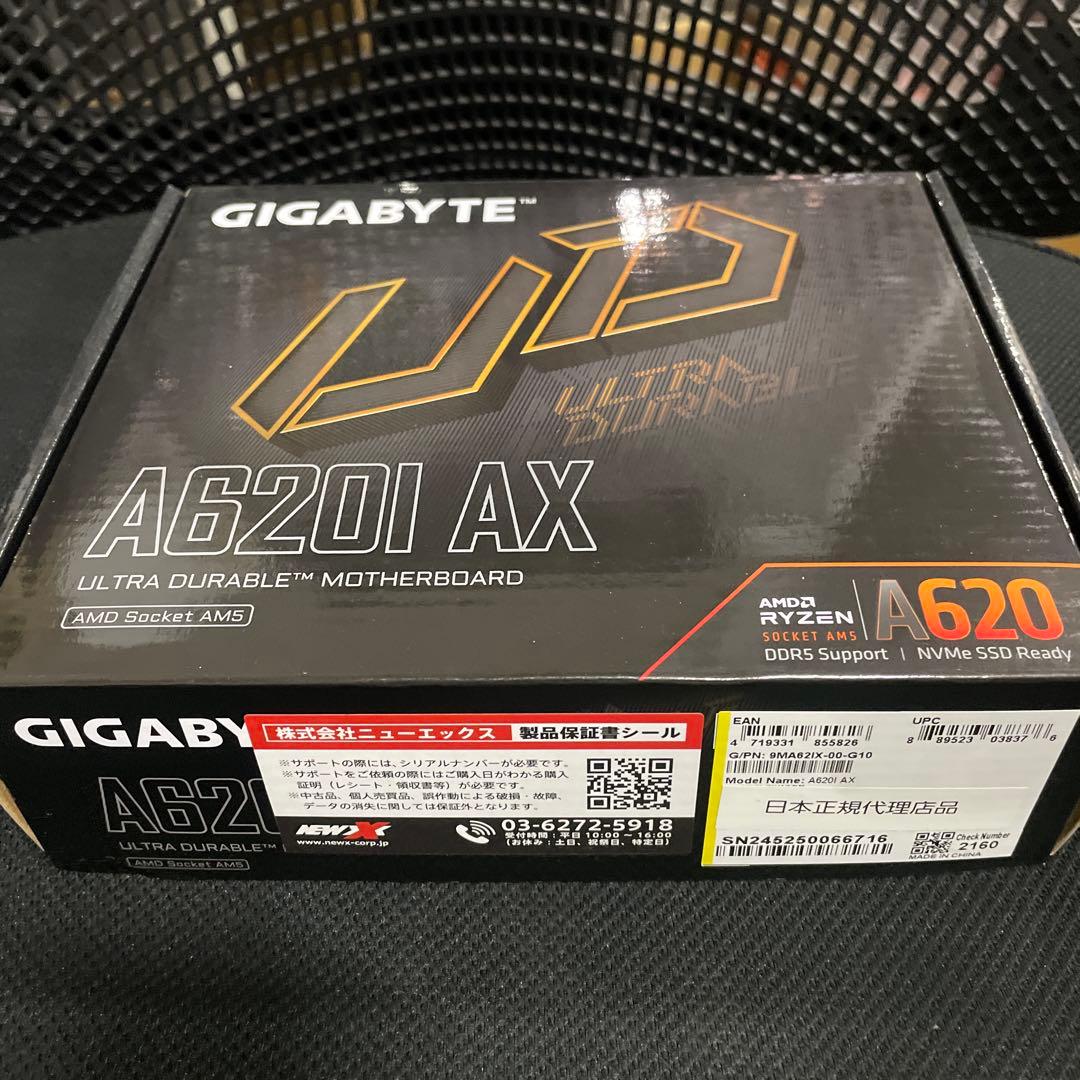 GIGABYTE™
ULTRA
DURABLE
A620I AX
ULTRA DURABLE™ MOTHERBOARD
AMD Socket AM5
AMD
RYZEN
SOCKET AM5
A620
DDR5 Support | NVMe SSD Ready
GIGABY
A620
ULTRA DURABLE™
AMD Socket AM5
株式会社ニューエックス 製品保証書シール
※サポートの際には、シリアルナンバーが必要です。
※サポートをご依頼の際にはご購入日がわかる購入
証明（レシート・領収書等）が必要です。
※中古品、個人売買品、誤作動による破損・故障、
データの消失に関しては保証外となります。
NEWX
www.newx-corp.jp
03-6272-5918
受付時間：平日 10:00～16:00
（お休み：土日、祝祭日、特定日）
EAN
4 719331 855826
UPC
8 89523 03837 6
G/PN: 9MA62IX-00-G10
Model Name: A620I AX
日本正規代理店品
SN245250066716
Check Number
2160
MADE IN CHINA